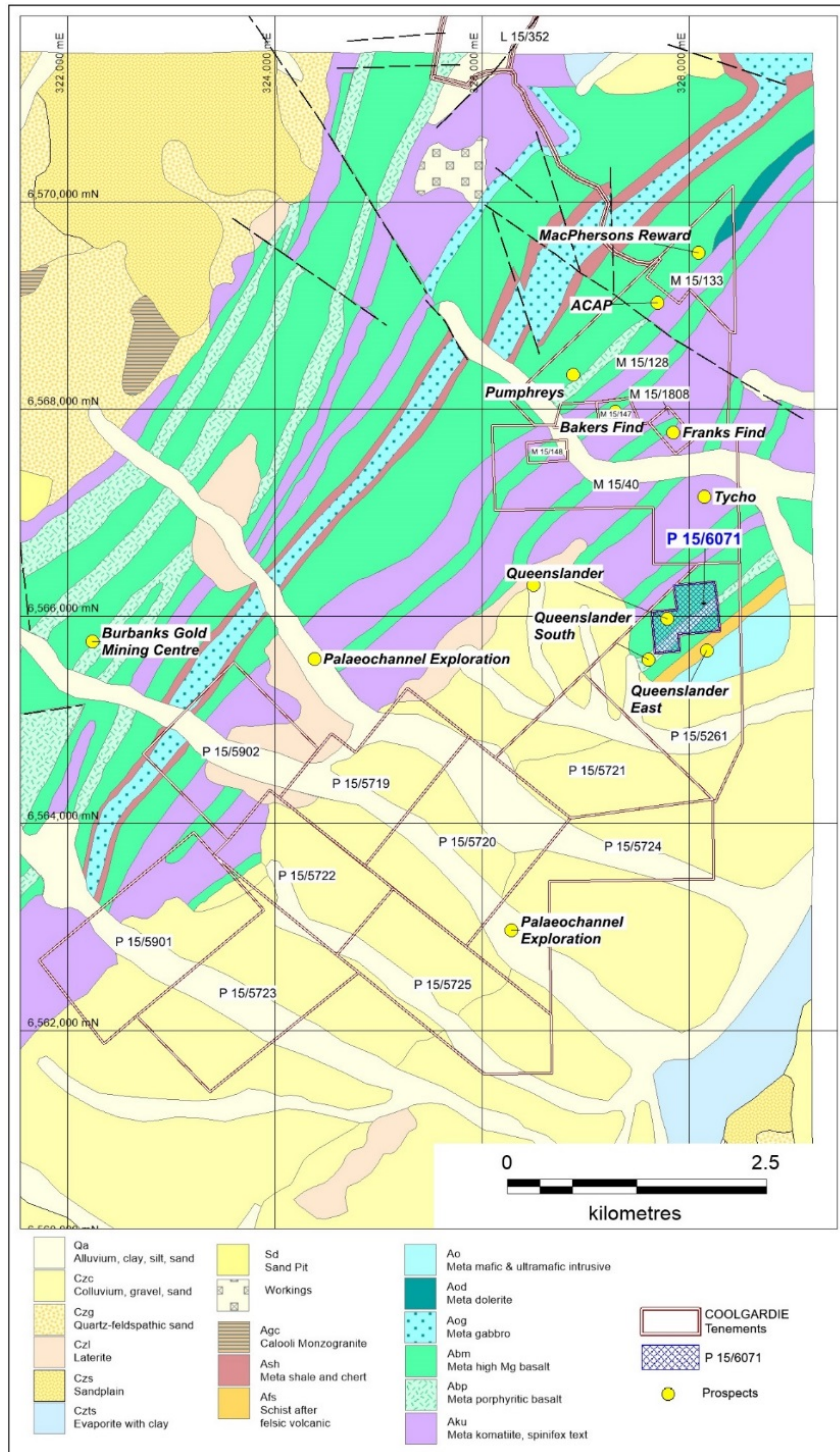 L 15/352
322,000 mE
324,000 mE
326,000 mE
328,000 mE
6,570,000 mN
MacPhersons Reward
M 15/133
ACAP
M 15/128
Pumphreys
M 15/1808
6,568,000 mN
M 15/147
Bakers Find
Franks Find
M 15/148
M 15/40
Tycho
P 15/6071
Queenslander
6,566,000 mN
Queenslander
South
Burbanks Gold
Mining Centre
Palaeochannel Exploration
Queenslander
East
P 15/5261
P 15/5902
P 15/5719
P 15/5721
6,564,000 mN
P 15/5720
P 15/5724
P 15/5722
Palaeochannel
Exploration
P 15/5901
P 15/5723
P 15/5725
6,562,000 mN
0
2.5
kilometres
6,560,000 mN
Qa
Alluvium, clay, silt, sand
Czc
Colluvium, gravel, sand
Czg
Quartz-feldspathic sand
Czl
Laterite
Czs
Sandplain
Czts
Evaporite with clay
Sd
Sand Pit
Workings
Agc
Calooli Monzogranite
Ash
Meta shale and chert
Afs
Schist after
felsic volcanic
Ao
Meta mafic & ultramafic intrusive
Aod
Meta dolerite
Aog
Meta gabbro
Abm
Meta high Mg basalt
Abp
Meta porphyritic basalt
Aku
Meta komatiite, spinifex text
COOLGARDIE
Tenements
P 15/6071
Prospects